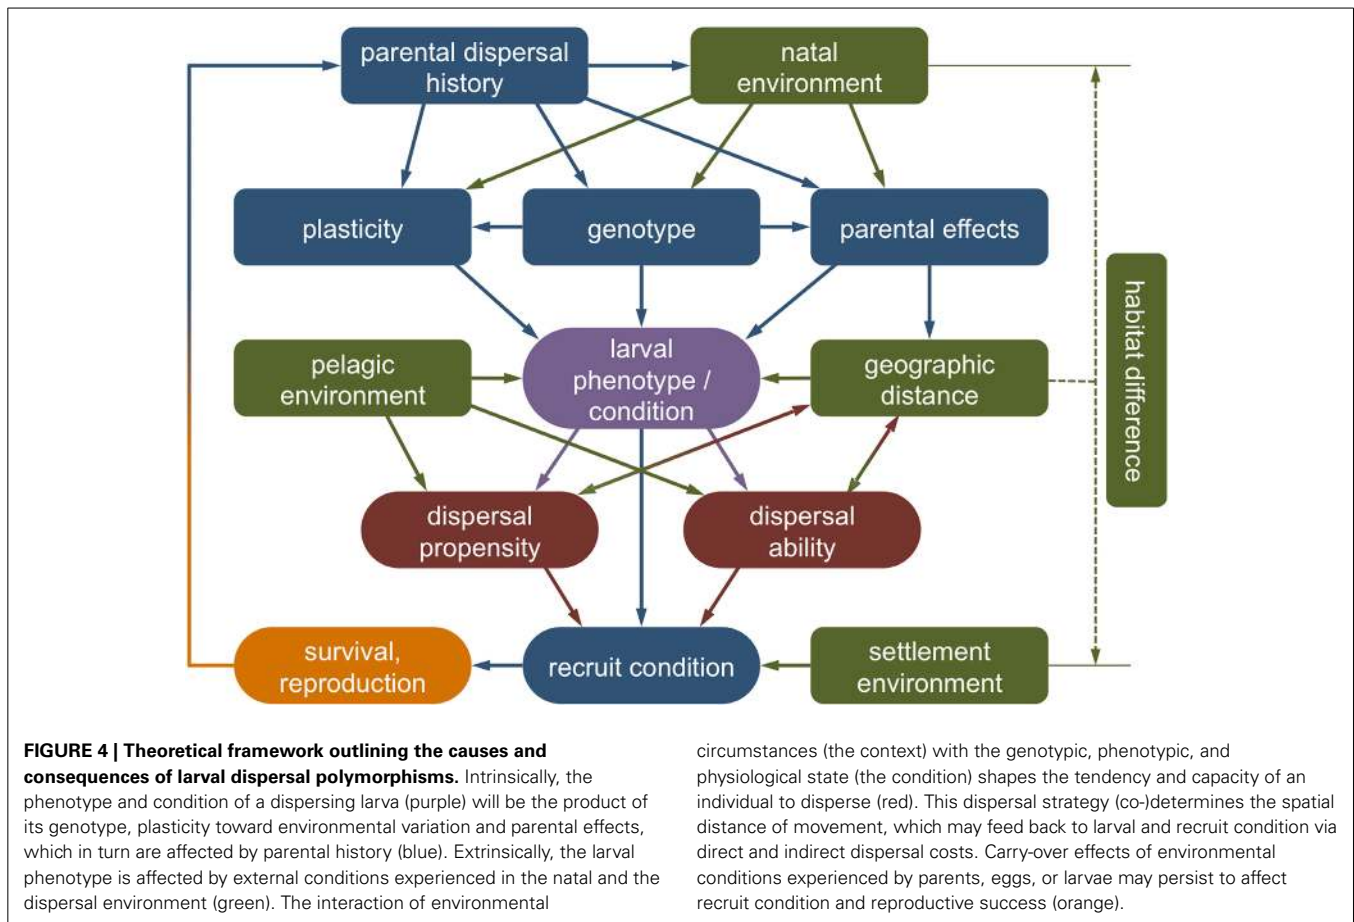 parental dispersal
history
natal
environment
plasticity
genotype
parental effects
habitat difference
pelagic
environment
larval
phenotype /
condition
geographic
distance
dispersal
propensity
dispersal
ability
survival,
reproduction
recruit condition
settlement
environment
FIGURE 4 | Theoretical framework outlining the causes and
consequences of larval dispersal polymorphisms. Intrinsically, the
phenotype and condition of a dispersing larva (purple) will be the product of
its genotype, plasticity toward environmental variation and parental effects,
which in turn are affected by parental history (blue). Extrinsically, the larval
phenotype is affected by external conditions experienced in the natal and the
dispersal environment (green). The interaction of environmental
circumstances (the context) with the genotypic, phenotypic, and
physiological state (the condition) shapes the tendency and capacity of an
individual to disperse (red). This dispersal strategy (co-)determines the spatial
distance of movement, which may feed back to larval and recruit condition via
direct and indirect dispersal costs. Carry-over effects of environmental
conditions experienced by parents, eggs, or larvae may persist to affect
recruit condition and reproductive success (orange).